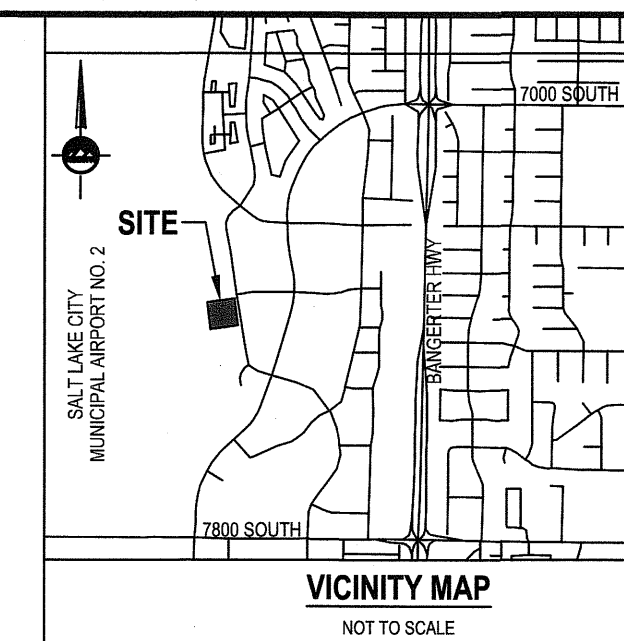 7000 SOUTH
SITE
SALT LAKE CITY
MUNICIPAL AIRPORT NO. 2
BANGERTER HWY
7800 SOUTH
VICINITY MAP
NOT TO SCALE